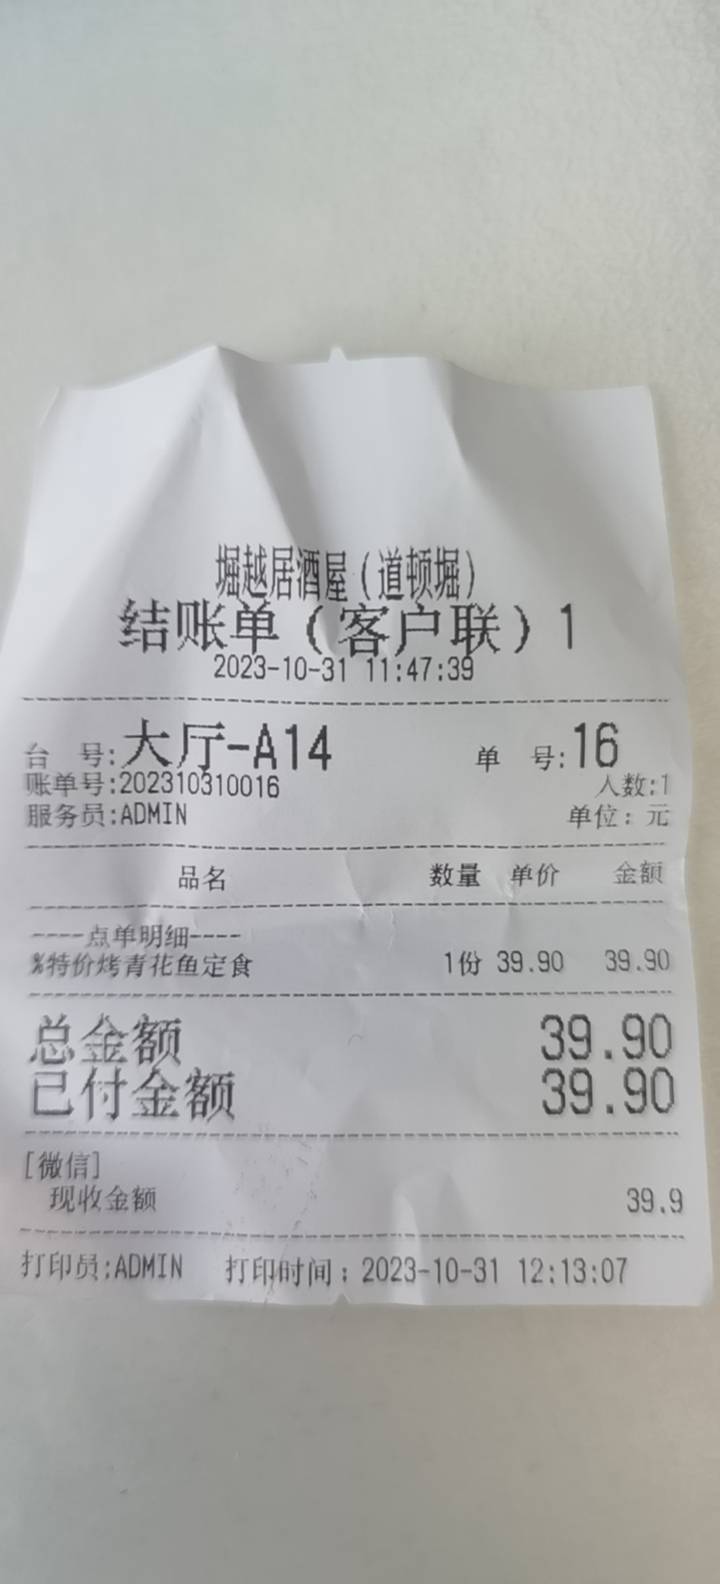 堀越居酒屋（道顿堀）
结账单（客户联）1
2023-10-31 11:47:39
台 号:大厅-A14 单 号:16
账单号:202310310016 人数:1
服务员:ADMIN 单位：元
品名 数量 单价 金额
----点单明细----
%特价烤青花鱼定食 1份 39.90 39.90
总金额 39.90
已付金额 39.90
[微信]
现收金额 39.9
打印员:ADMIN 打印时间：2023-10-31 12:13:07